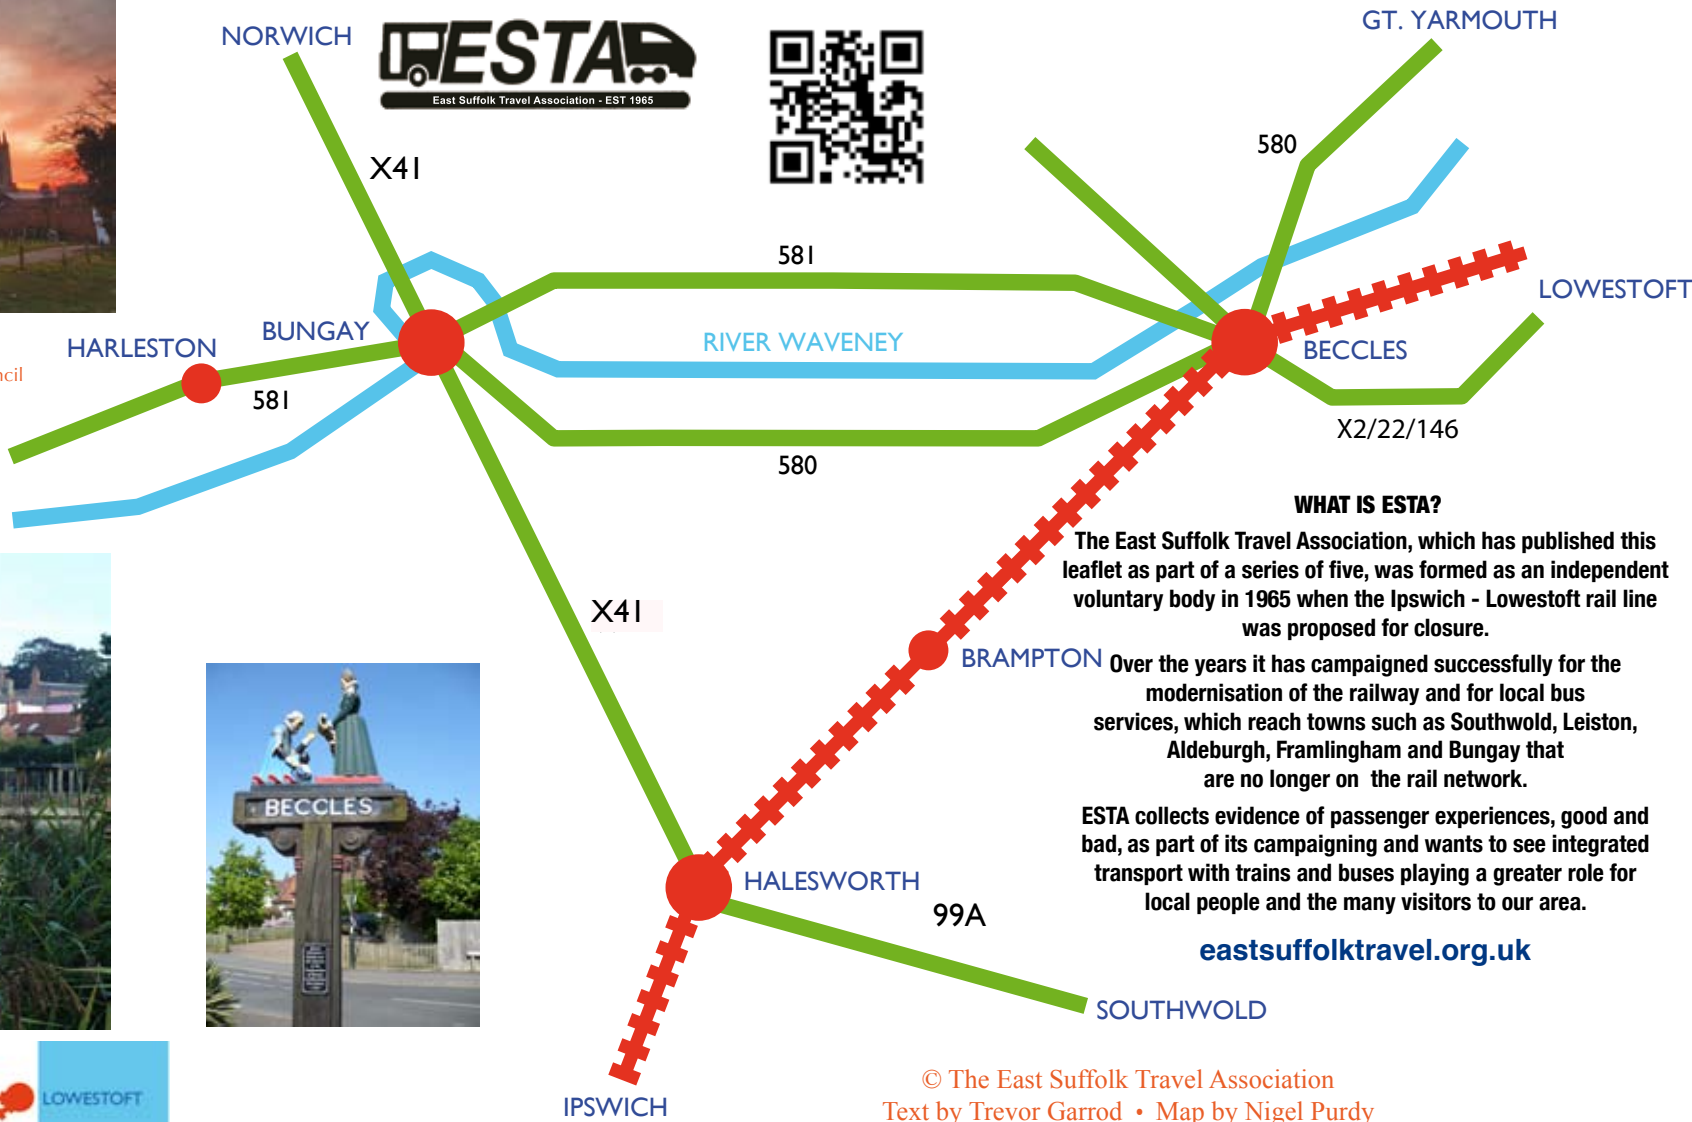 NORWICH
ESTA
East Suffolk Travel Association - EST 1965
GT. YARMOUTH
X41
580
581
LOWESTOFT
HARLESTON
BUNGAY
RIVER WAVENEY
BECCLES
581
X2/22/146
580
WHAT IS ESTA?
The East Suffolk Travel Association, which has published this
leaflet as part of a series of five, was formed as an independent
voluntary body in 1965 when the Ipswich - Lowestoft rail line
was proposed for closure.
X41
BRAMPTON
Over the years it has campaigned successfully for the
modernisation of the railway and for local bus
services, which reach towns such as Southwold, Leiston,
Aldeburgh, Framlingham and Bungay that
are no longer on the rail network.
BECCLES
ESTA collects evidence of passenger experiences, good and
bad, as part of its campaigning and wants to see integrated
transport with trains and buses playing a greater role for
local people and the many visitors to our area.
HALESWORTH
99A
eastsuffolktravel.org.uk
SOUTHWOLD
LOWESTOFT
IPSWICH
© The East Suffolk Travel Association
Text by Trevor Garrod • Map by Nigel Purdy